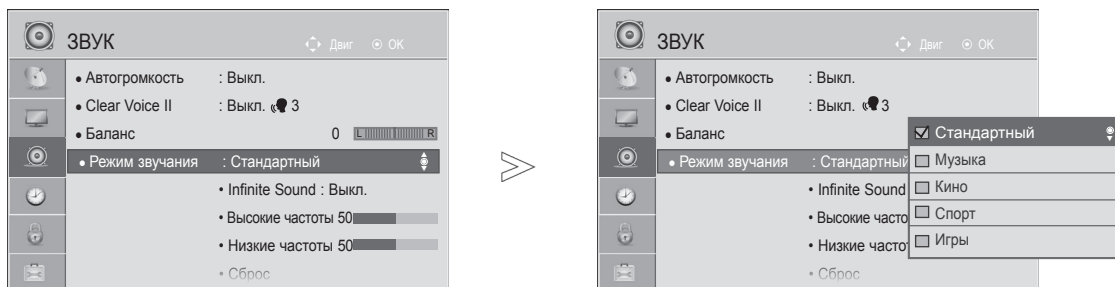 ЗВУК
Двиг OK
• Автогромкость : Выкл.
• Clear Voice II : Выкл. 3
• Баланс 0 L R
• Режим звучания : Стандартный
• Infinite Sound : Выкл.
• Высокие частоты 50
• Низкие частоты 50
• Сброс
ЗВУК
Двиг OK
• Автогромкость : Выкл.
• Clear Voice II : Выкл. 3
• Баланс
• Режим звучания : Стандартный
• Infinite Sound
• Высокие часто
• Низкие часто
• Сброс
Стандартный
Музыка
Кино
Спорт
Игры